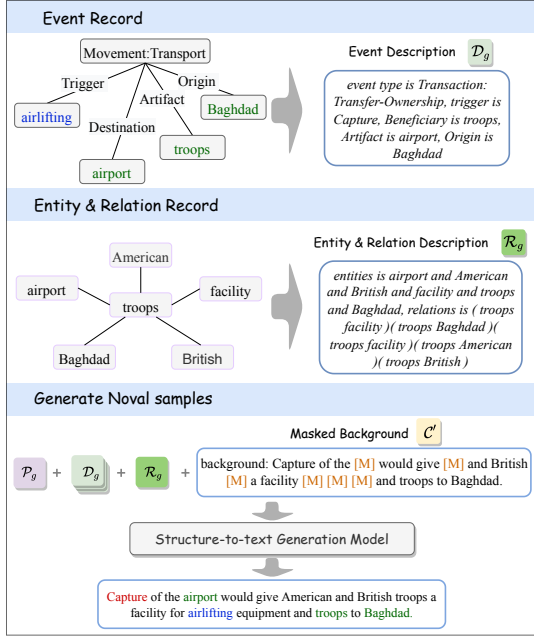 Event Record
Movement:Transport
Trigger
Origin
Artifact
airlifting
Baghdad
Destination
troops
airport
Event Description 𝒟g
event type is Transaction:
Transfer-Ownership, trigger is
Capture, Beneficiary is troops,
Artifact is airport, Origin is
Baghdad
Entity & Relation Record
American
airport
facility
troops
Baghdad
British
Entity & Relation Description ℛg
entities is airport and American
and British and facility and troops
and Baghdad, relations is ( troops
facility )( troops Baghdad )(
troops facility )( troops American
)( troops British )
Generate Noval samples
Masked Background 𝒞′
𝒫g + 𝒟g + ℛg +
background: Capture of the [M] would give [M] and British
[M] a facility [M] [M] [M] and troops to Baghdad.
Structure-to-text Generation Model
Capture of the airport would give American and British troops a
facility for airlifting equipment and troops to Baghdad.